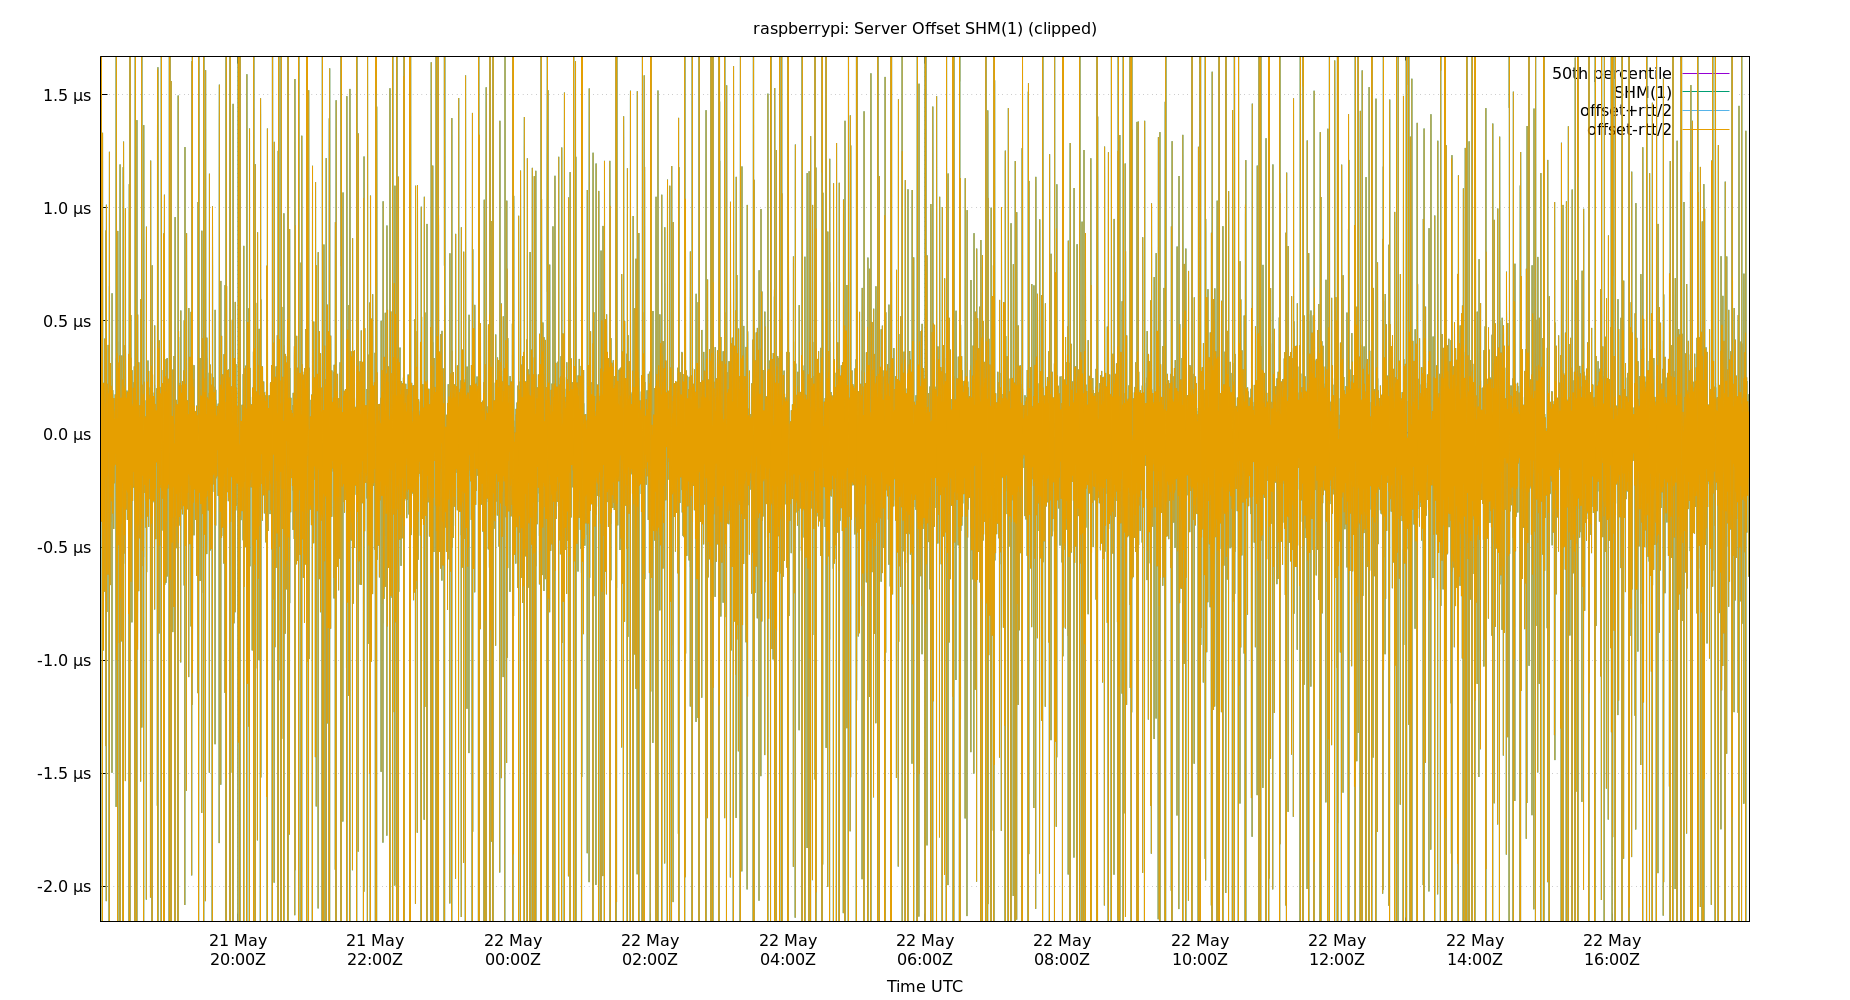 raspberrypi: Server Offset SHM(1) (clipped)
50th percentile
SHM(1)
offset+rtt/2
offset-rtt/2
1.5 µs
1.0 µs
0.5 µs
0.0 µs
-0.5 µs
-1.0 µs
-1.5 µs
-2.0 µs
21 May 21 May 22 May 22 May 22 May 22 May 22 May 22 May 22 May 22 May 22 May
20:00Z 22:00Z 00:00Z 02:00Z 04:00Z 06:00Z 08:00Z 10:00Z 12:00Z 14:00Z 16:00Z
Time UTC